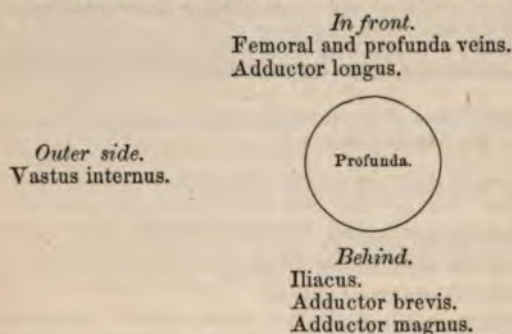 In front.
Femoral and profunda veins.
Adductor longus.
Outer side.
Vastus internus.
Profunda.
Behind.
Iliacus.
Adductor brevis.
Adductor magnus.